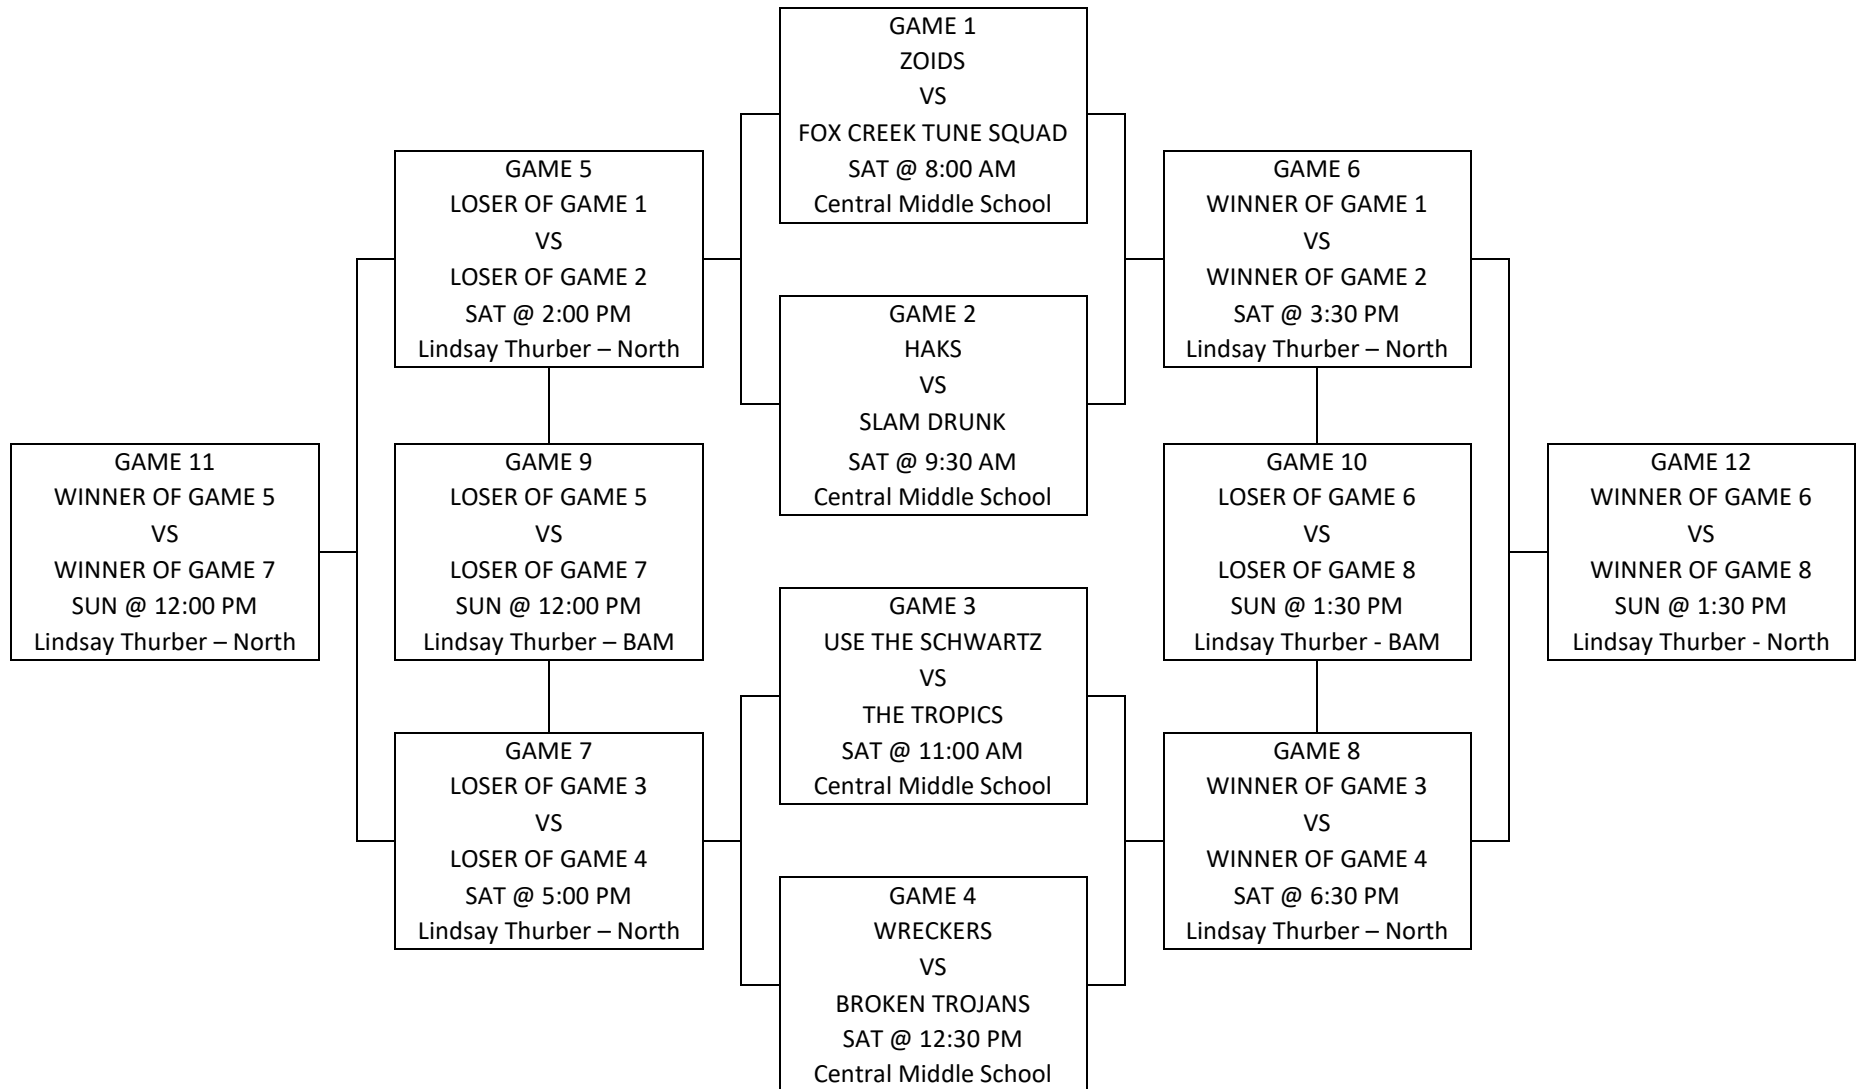 GAME 1
ZOIDS
VS
FOX CREEK TUNE SQUAD
SAT @ 8:00 AM
Central Middle School
GAME 5
LOSER OF GAME 1
VS
LOSER OF GAME 2
SAT @ 2:00 PM
Lindsay Thurber – North
GAME 6
WINNER OF GAME 1
VS
WINNER OF GAME 2
SAT @ 3:30 PM
Lindsay Thurber – North
GAME 2
HAKS
VS
SLAM DRUNK
SAT @ 9:30 AM
Central Middle School
GAME 11
WINNER OF GAME 5
VS
WINNER OF GAME 7
SUN @ 12:00 PM
Lindsay Thurber – North
GAME 9
LOSER OF GAME 5
VS
LOSER OF GAME 7
SUN @ 12:00 PM
Lindsay Thurber – BAM
GAME 10
LOSER OF GAME 6
VS
LOSER OF GAME 8
SUN @ 1:30 PM
Lindsay Thurber - BAM
GAME 12
WINNER OF GAME 6
VS
WINNER OF GAME 8
SUN @ 1:30 PM
Lindsay Thurber - North
GAME 3
USE THE SCHWARTZ
VS
THE TROPICS
SAT @ 11:00 AM
Central Middle School
GAME 7
LOSER OF GAME 3
VS
LOSER OF GAME 4
SAT @ 5:00 PM
Lindsay Thurber – North
GAME 8
WINNER OF GAME 3
VS
WINNER OF GAME 4
SAT @ 6:30 PM
Lindsay Thurber – North
GAME 4
WRECKERS
VS
BROKEN TROJANS
SAT @ 12:30 PM
Central Middle School